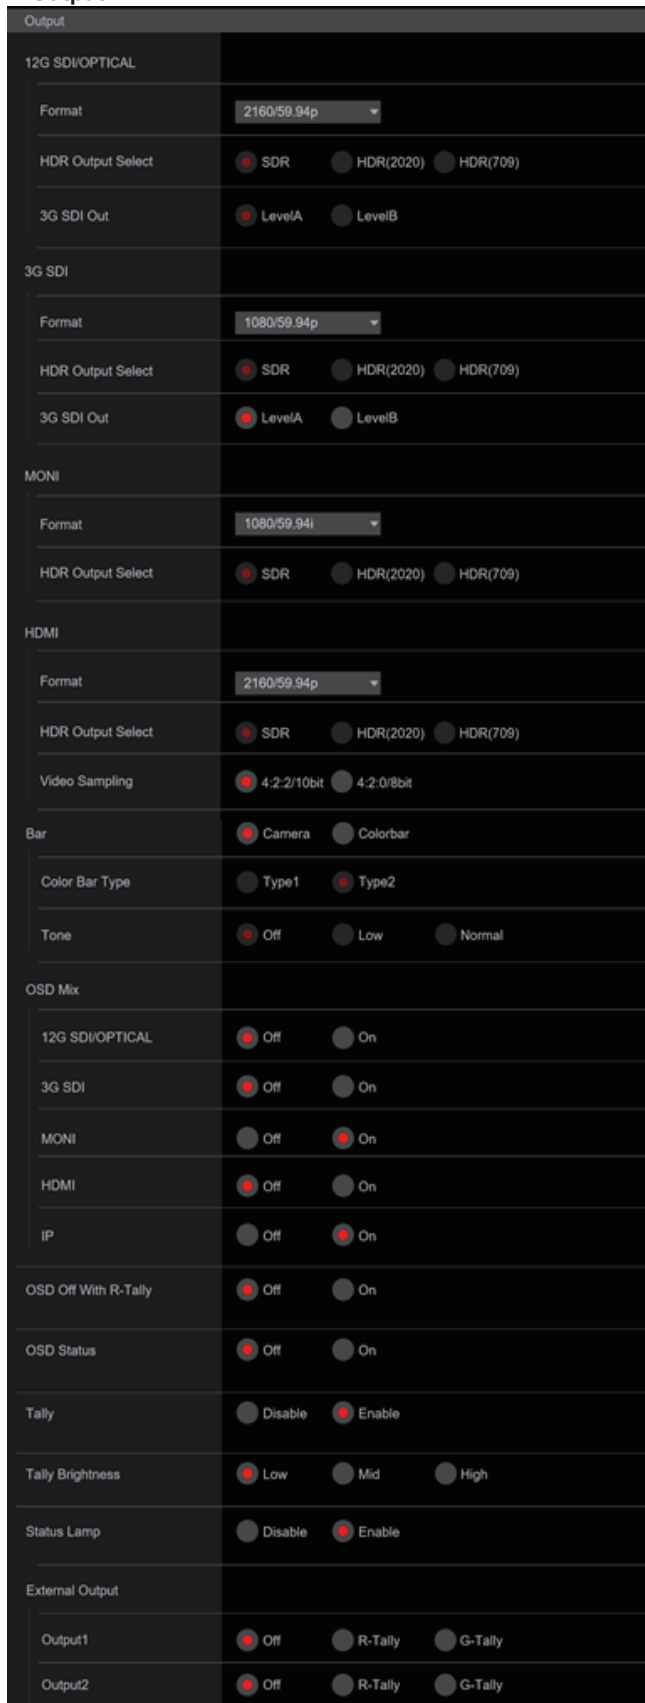 Output
12G SDI/OPTICAL
Format 2160/59.94p
HDR Output Select SDR HDR(2020) HDR(709)
3G SDI Out LevelA LevelB
3G SDI
Format 1080/59.94p
HDR Output Select SDR HDR(2020) HDR(709)
3G SDI Out LevelA LevelB
MONI
Format 1080/59.94i
HDR Output Select SDR HDR(2020) HDR(709)
HDMI
Format 2160/59.94p
HDR Output Select SDR HDR(2020) HDR(709)
Video Sampling 4:2:2/10bit 4:2:0/8bit
Bar Camera Colorbar
Color Bar Type Type1 Type2
Tone Off Low Normal
OSD Mix
12G SDI/OPTICAL Off On
3G SDI Off On
MONI Off On
HDMI Off On
IP Off On
OSD Off With R-Tally Off On
OSD Status Off On
Tally Disable Enable
Tally Brightness Low Mid High
Status Lamp Disable Enable
External Output
Output1 Off R-Tally G-Tally
Output2 Off R-Tally G-Tally